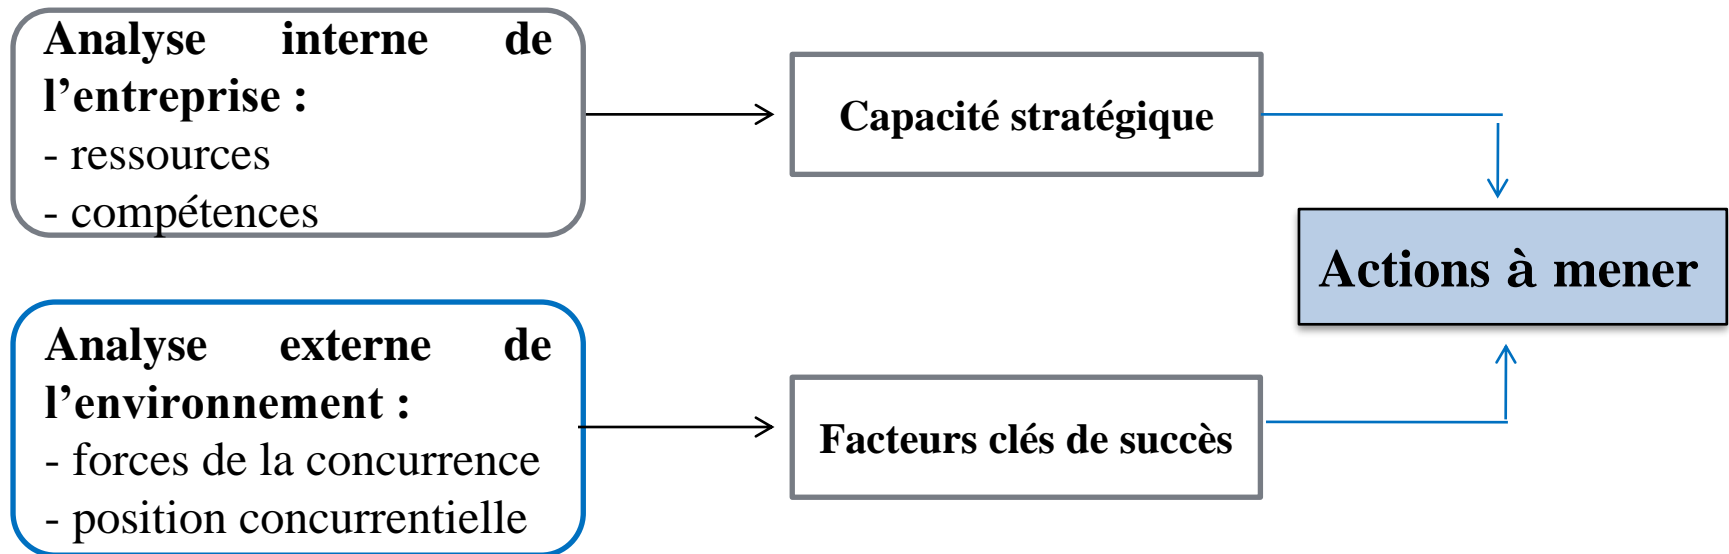 Analyse interne de
l’entreprise :
- ressources
- compétences
Capacité stratégique
Actions à mener
Analyse externe de
l’environnement :
- forces de la concurrence
- position concurrentielle
Facteurs clés de succès